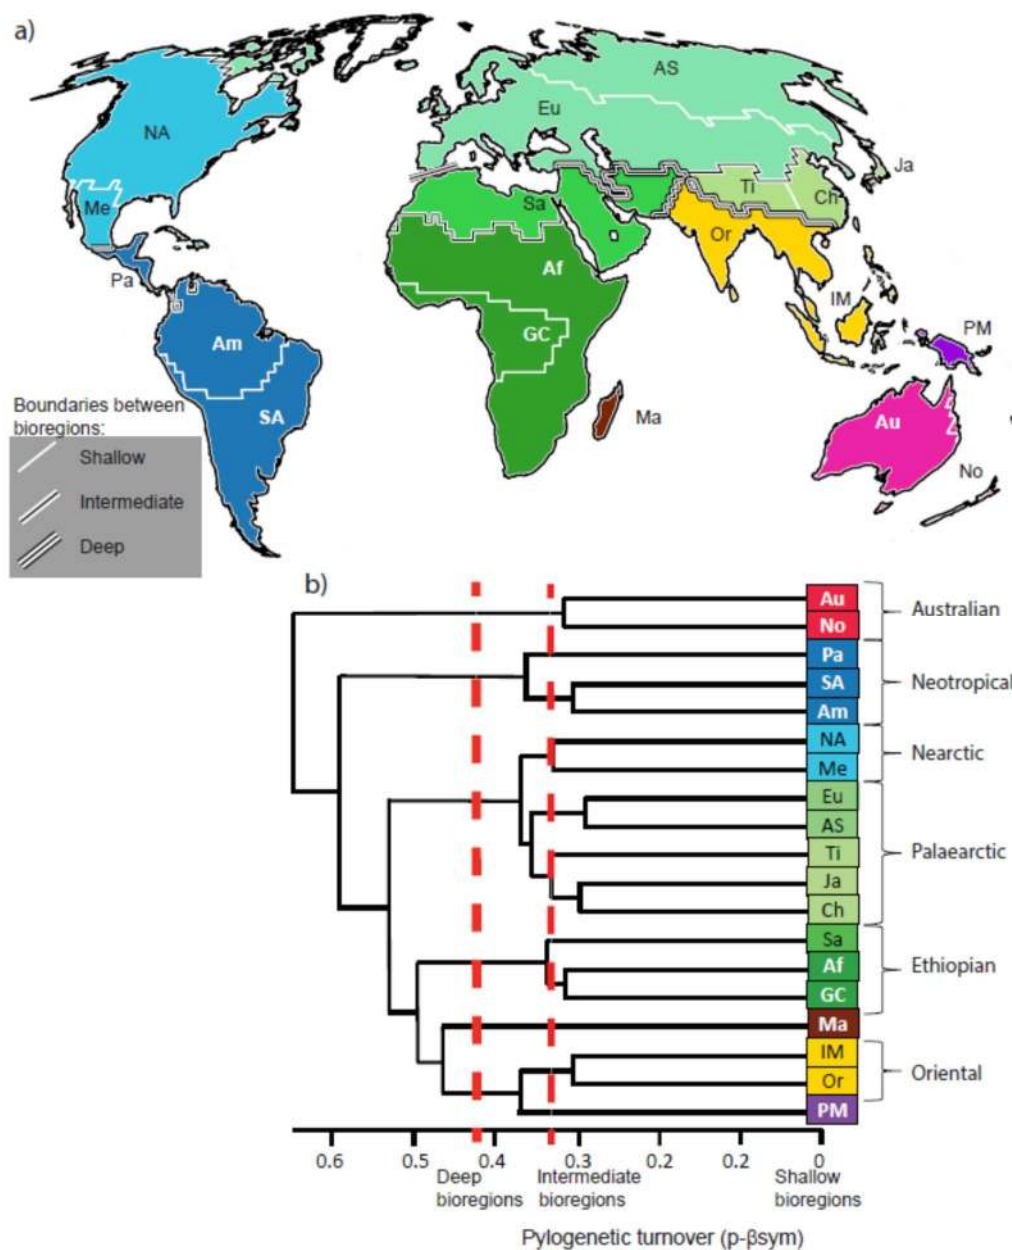 a)
AS
NA
Eu
Ja
Ti
Ch
Me
Sa
Or
Af
Pa
IM
PM
GC
Am
Boundaries between
bioregions:
SA
Ma
Au
Shallow
No
Intermediate
Deep
b)
Au
No
Australian
Pa
SA
Am
Neotropical
NA
Me
Nearctic
Eu
AS
Ti
Ja
Ch
Palaearctic
Sa
Af
GC
Ethiopian
Ma
IM
Or
Oriental
PM
0.6 0.5 0.4 0.3 0.2 0.2 0
Deep
bioregions
Intermediate
bioregions
Shallow
bioregions
Pylogenetic turnover (p-βsym)